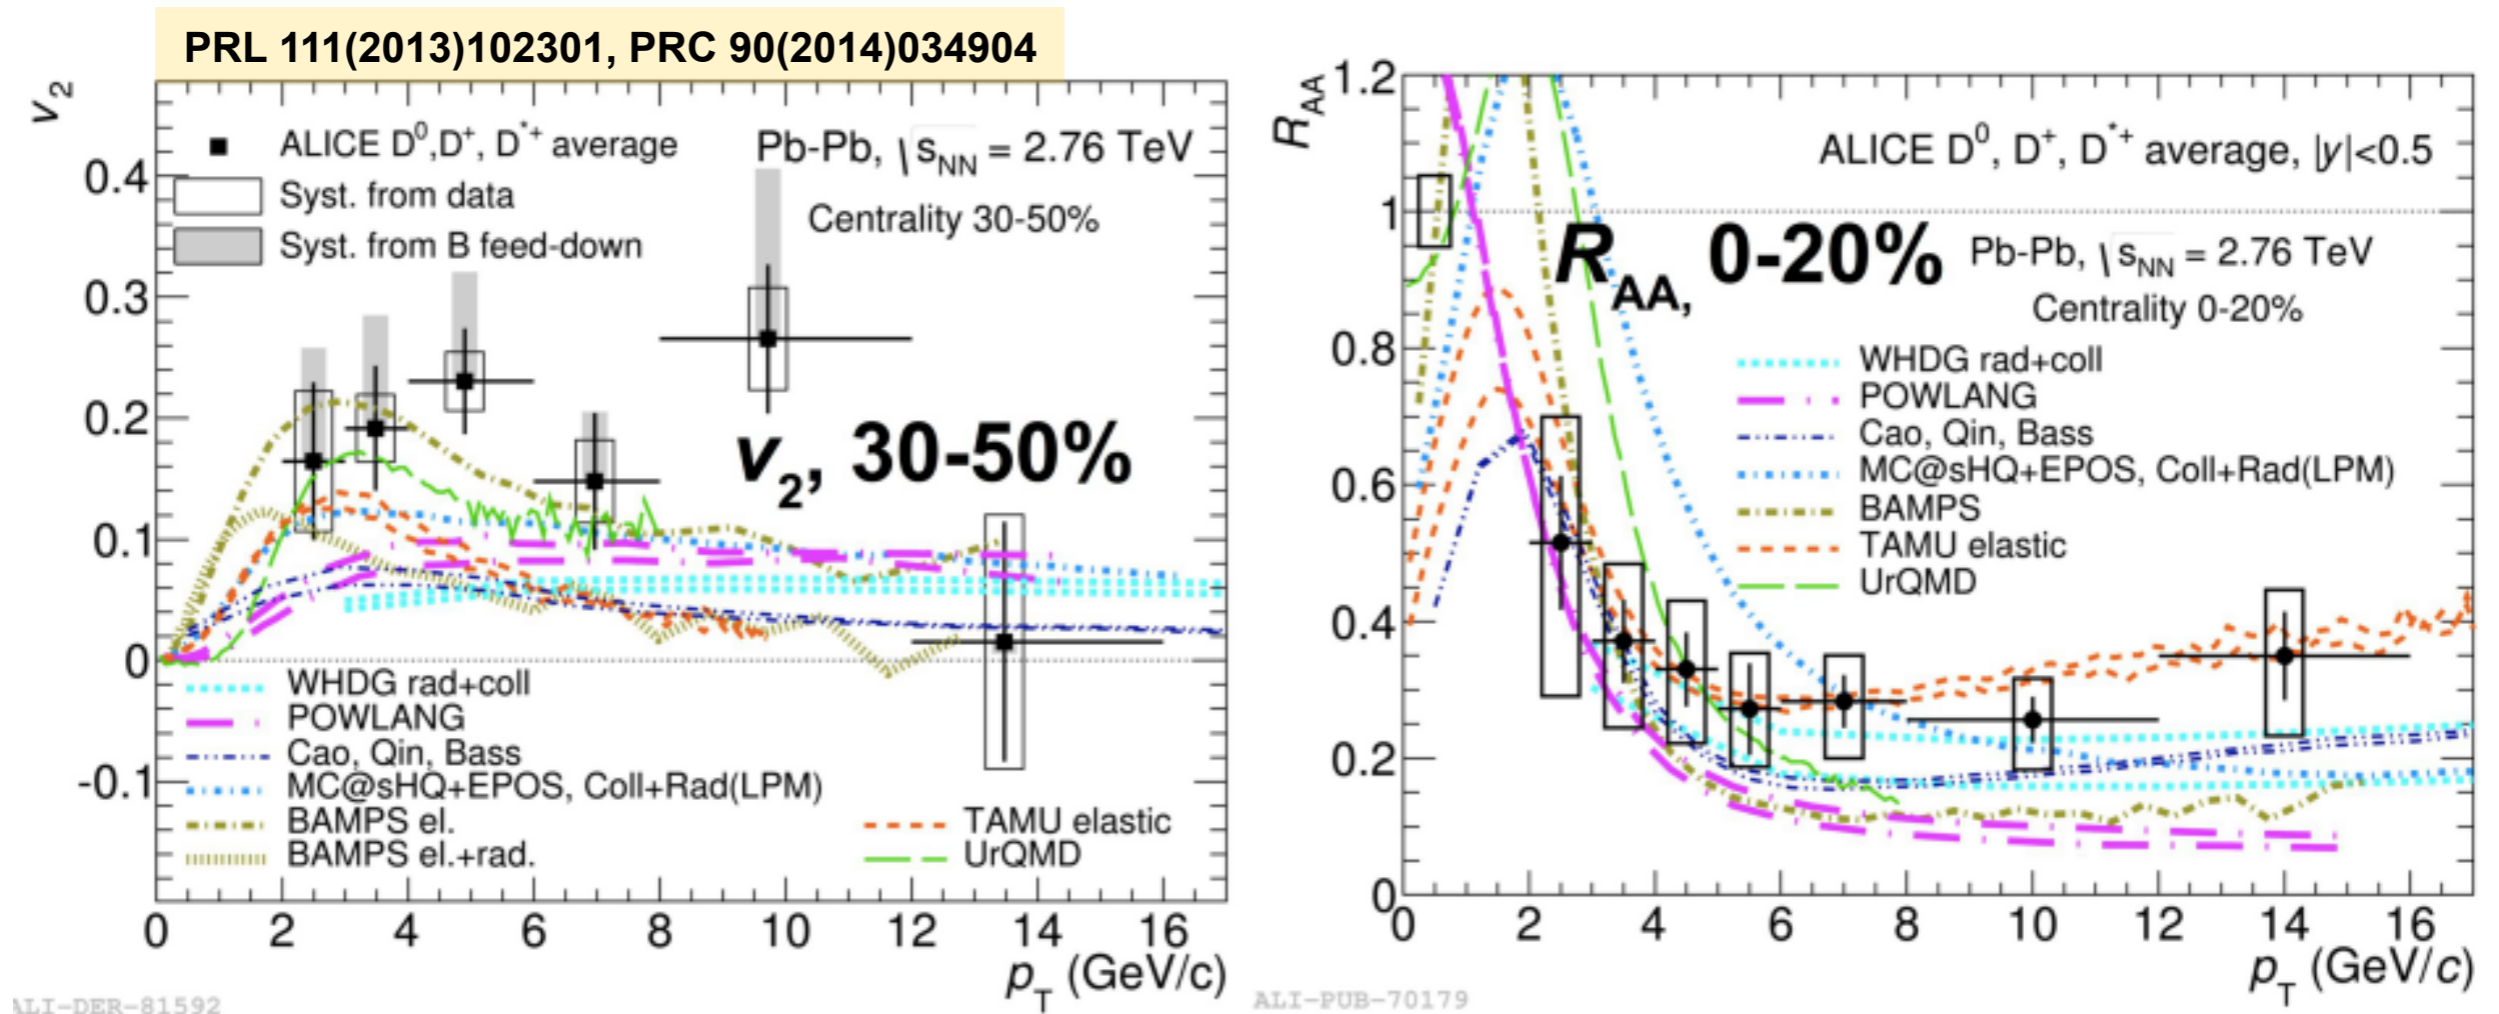 PRL 111(2013)102301, PRC 90(2014)034904
v2
ALICE D0,D+, D*+ average
Syst. from data
Syst. from B feed-down
Pb-Pb, √sNN = 2.76 TeV
Centrality 30-50%
v2, 30-50%
0.4
0.3
0.2
0.1
0
-0.1
WHDG rad+coll
POWLANG
Cao, Qin, Bass
MC@sHQ+EPOS, Coll+Rad(LPM)
BAMPS el.
BAMPS el.+rad.
TAMU elastic
UrQMD
0 2 4 6 8 10 12 14 16
pT (GeV/c)
ALI-DER-81592
RAA
1.2
1
0.8
0.6
0.4
0.2
0
ALICE D0, D+, D*+ average, |y|<0.5
RAA, 0-20%
Pb-Pb, √sNN = 2.76 TeV
Centrality 0-20%
WHDG rad+coll
POWLANG
Cao, Qin, Bass
MC@sHQ+EPOS, Coll+Rad(LPM)
BAMPS
TAMU elastic
UrQMD
0 2 4 6 8 10 12 14 16
pT (GeV/c)
ALI-PUB-70179